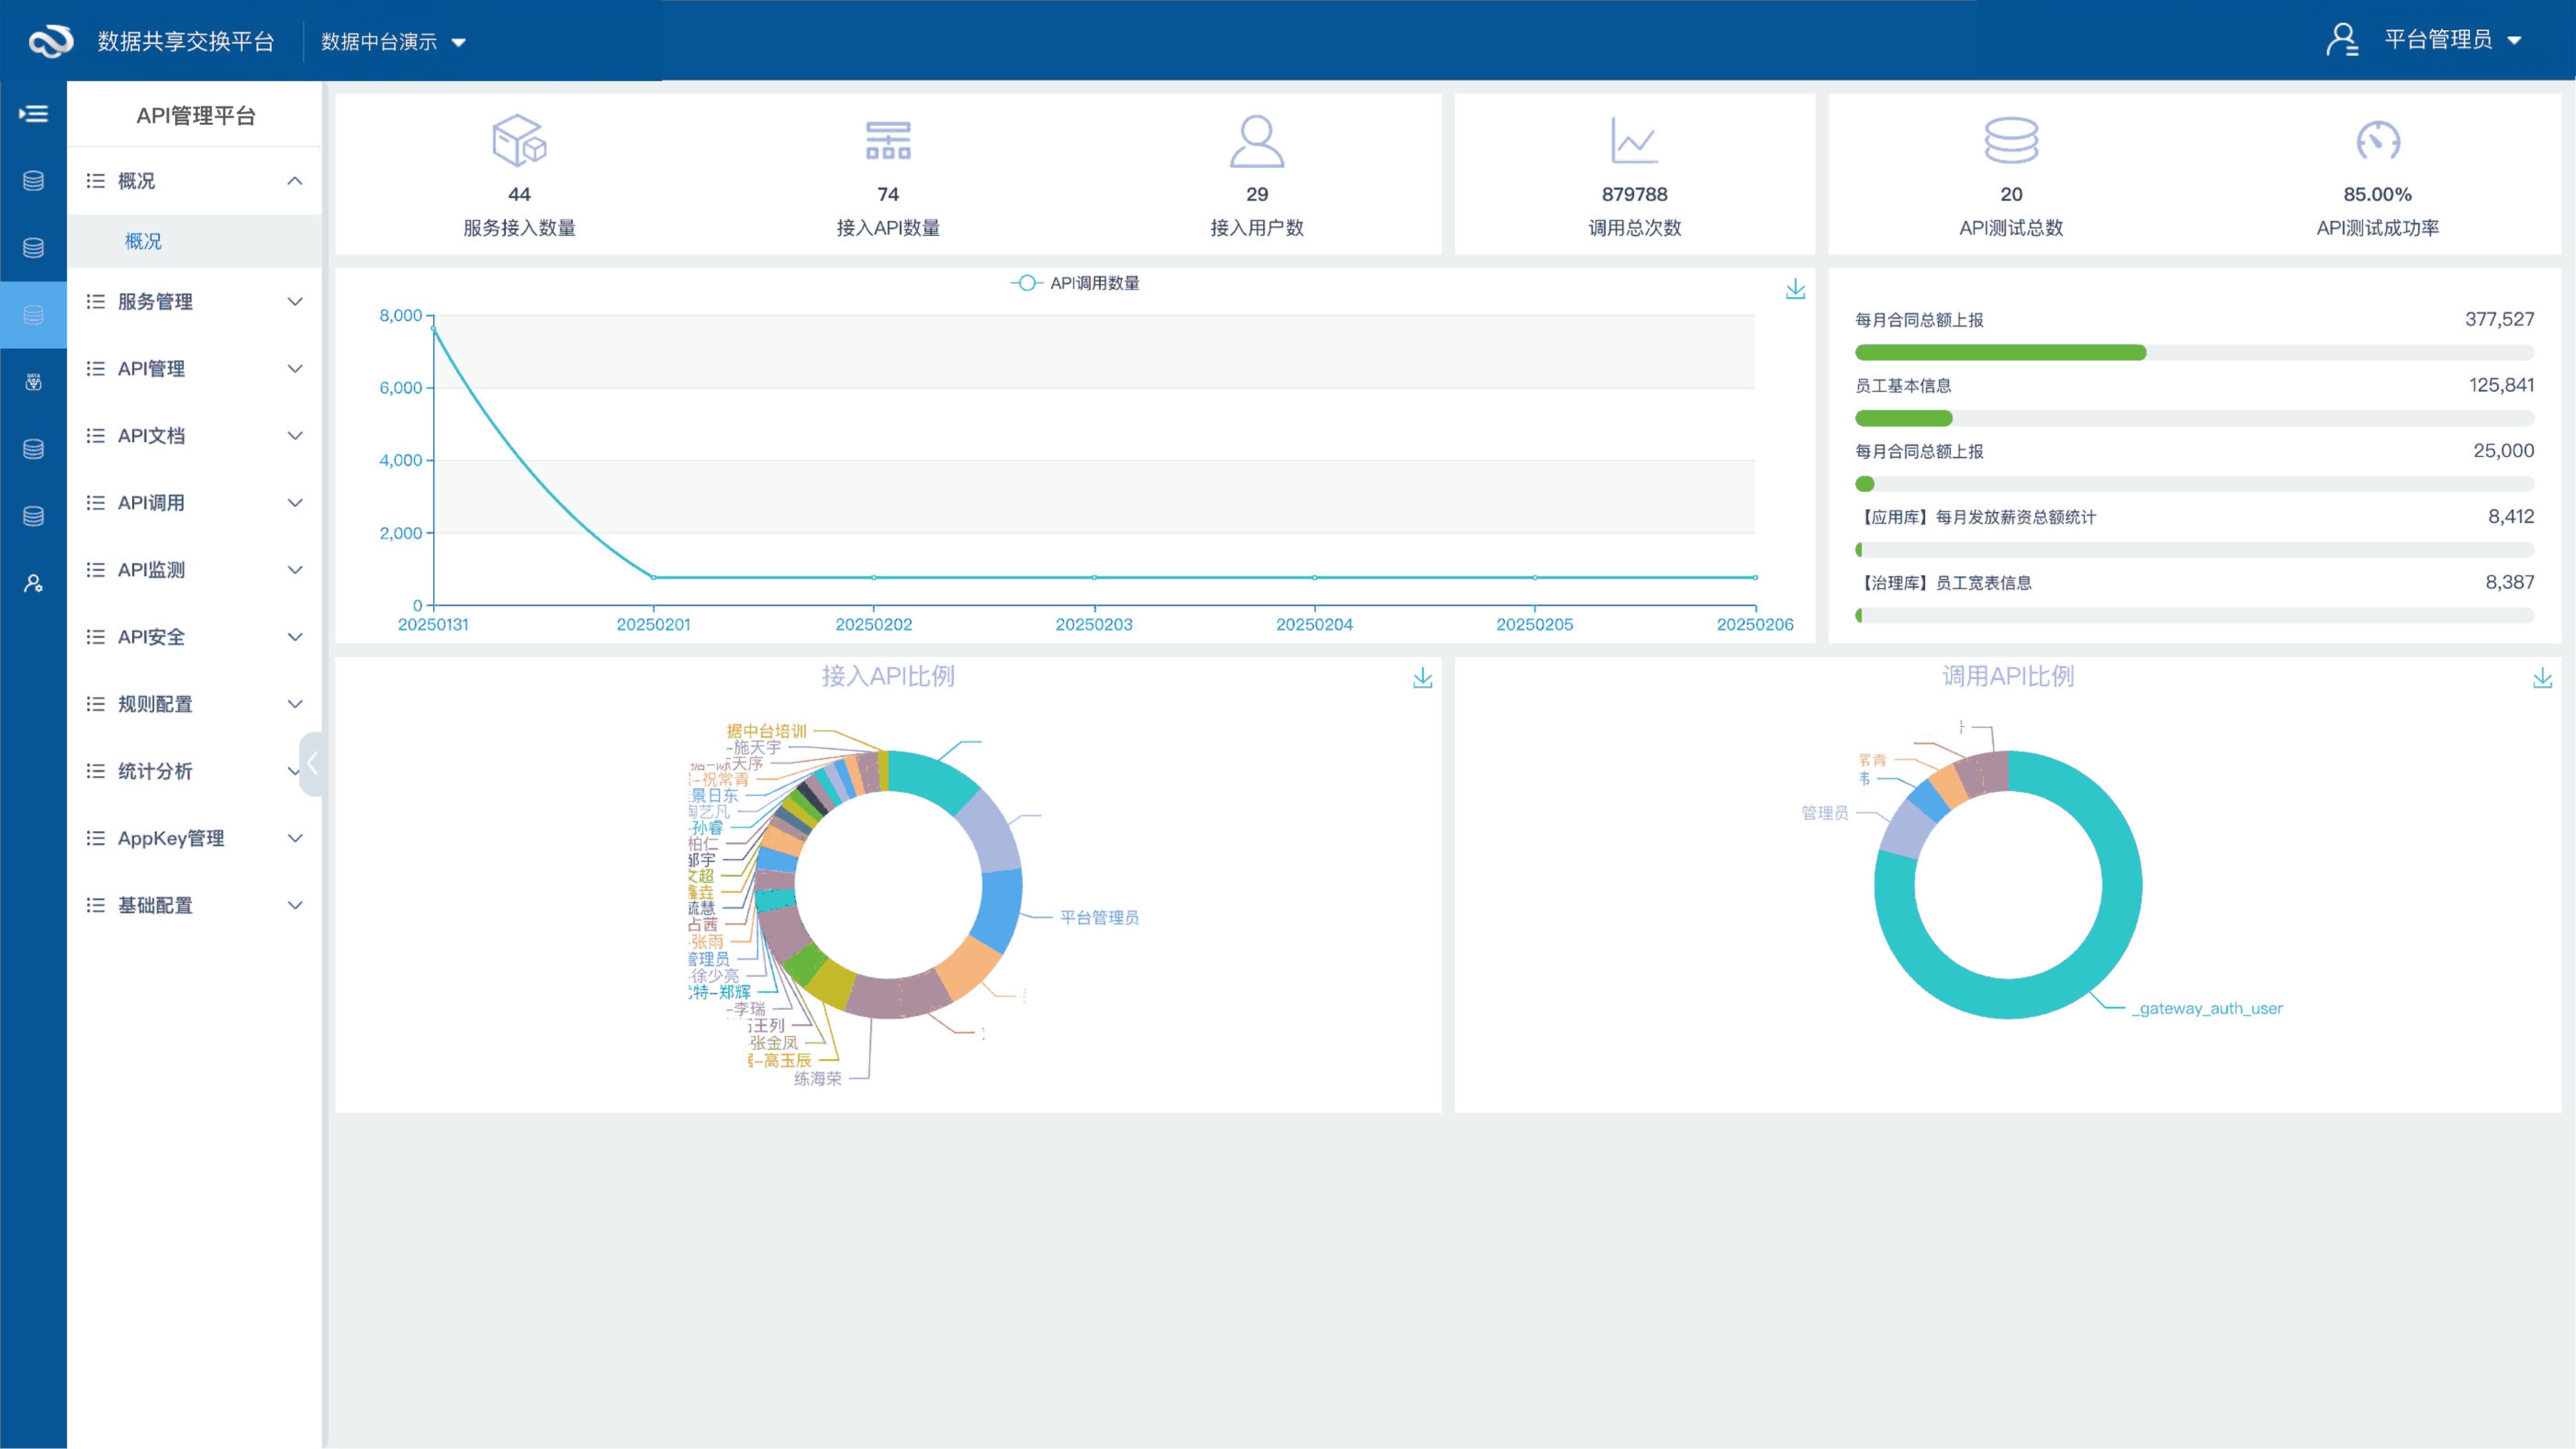 数据共享交换平台
数据中台演示
平台管理员
API管理平台
概况
概况
服务管理
API管理
API文档
API调用
API监测
API安全
规则配置
统计分析
AppKey管理
基础配置
44
服务接入数量
74
接入API数量
29
接入用户数
879788
调用总次数
20
API测试总数
85.00%
API测试成功率
API调用数量
8,000
6,000
4,000
2,000
0
20250131
20250201
20250202
20250203
20250204
20250205
20250206
每月合同总额上报
377,527
员工基本信息
125,841
每月合同总额上报
25,000
【应用库】每月发放薪资总额统计
8,412
【治理库】员工宽表信息
8,387
接入API比例
据中台培训
-施天宇
天序
-祝常青
景日东
陶艺凡
孙睿
柏仁
邹宇
文超
鑫垚
毓慧
占茜
-张雨
管理员
徐少亮
特-郑辉
-李瑞
王列
张金凤
-高玉辰
练海荣
平台管理员
调用API比例
常青
管理员
_gateway_auth_user